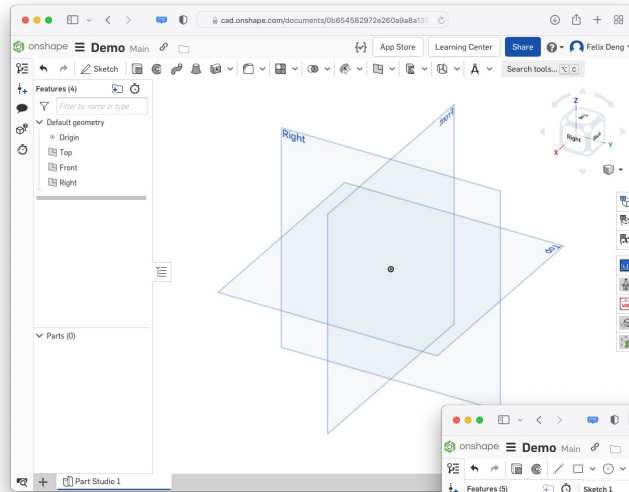 cad.onshape.com/documents/0b654582972e260a9a8a135
onshape Demo Main
App Store Learning Center Share Felix Deng
Sketch
Search tools... ⌥ C
Features (4)
Filter by name or type
Default geometry
Origin
Top
Front
Right
Parts (0)
Right
Front
Top
Z
Top
Right
Back
X
Y
Part Studio 1
onshape Demo Main
Features (5) Sketch 1